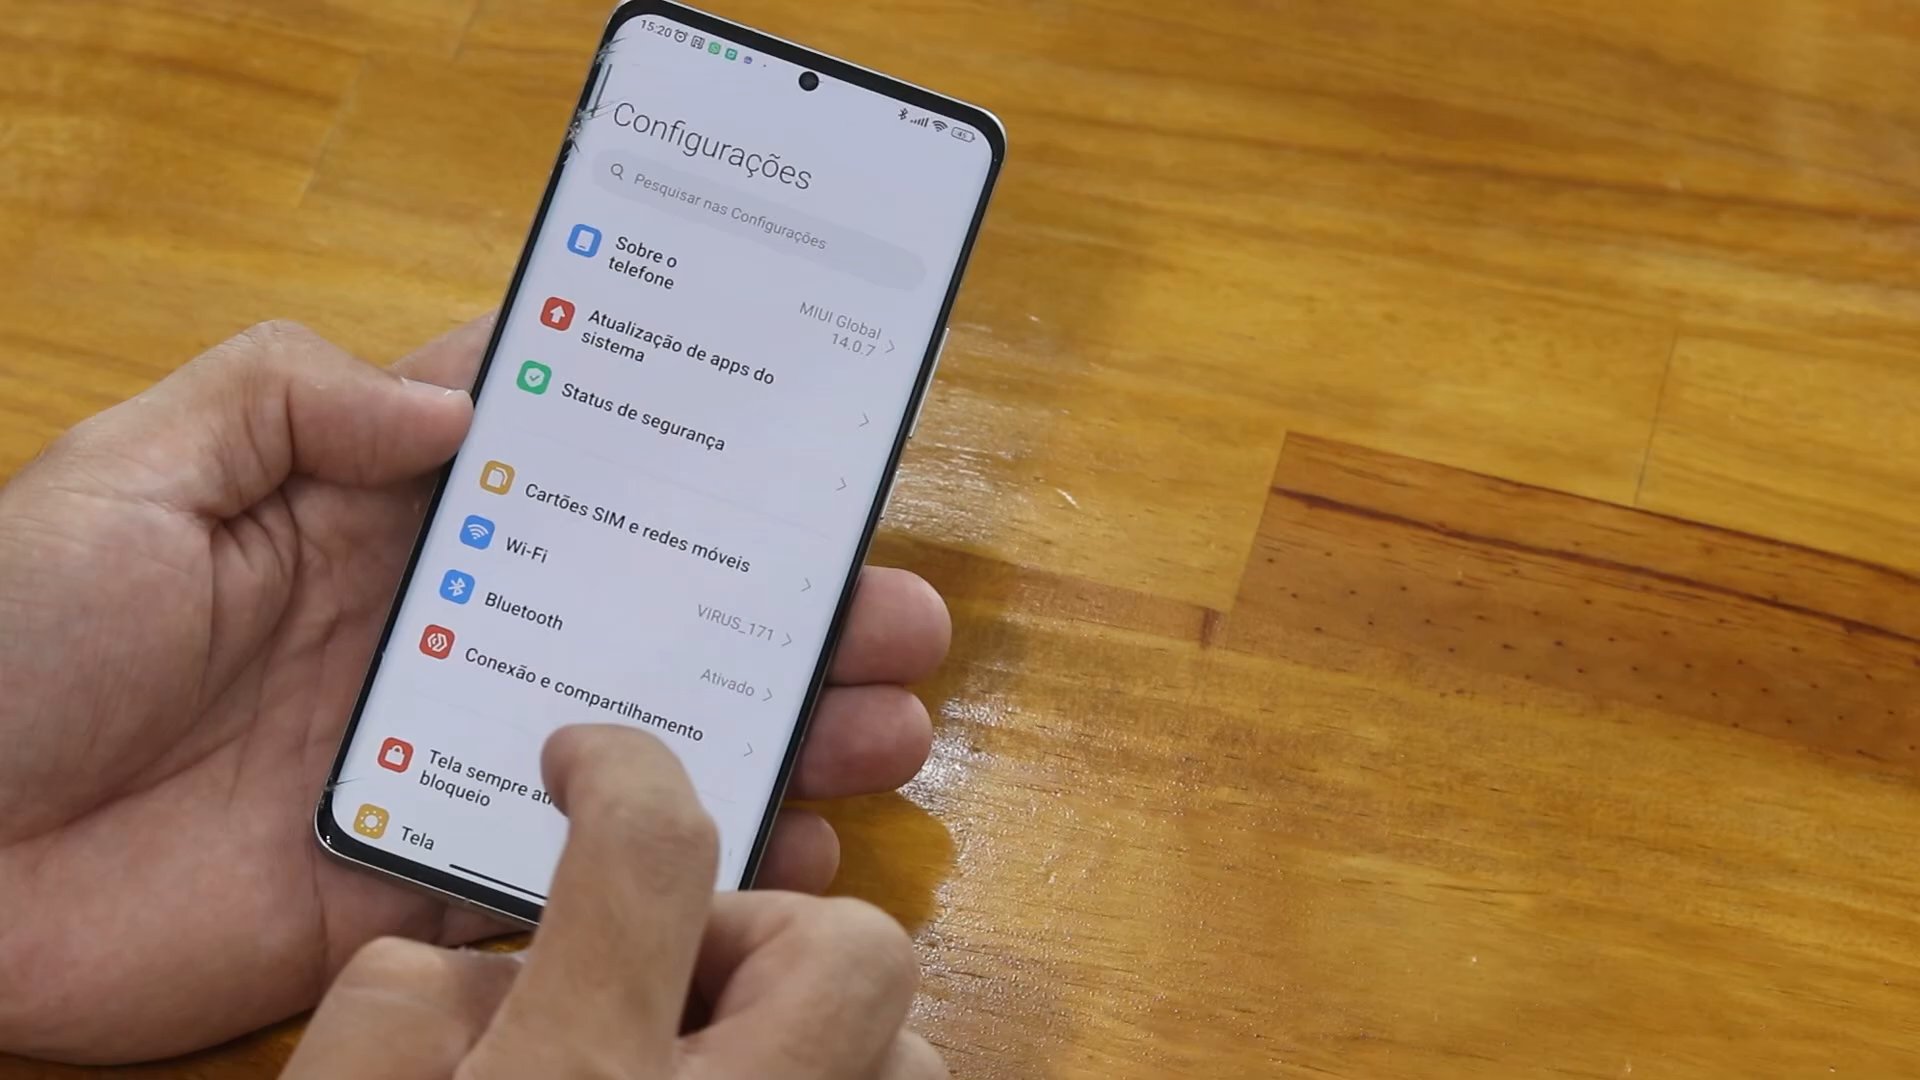 15:20
Configurações
Pesquisar nas Configurações
Sobre o
telefone
MIUI Global
14.0.7
Atualização de apps do
sistema
Status de segurança
Cartões SIM e redes móveis
Wi-Fi
VIRUS_171
Bluetooth
Ativado
Conexão e compartilhamento
Tela sempre
bloqueio
Tela